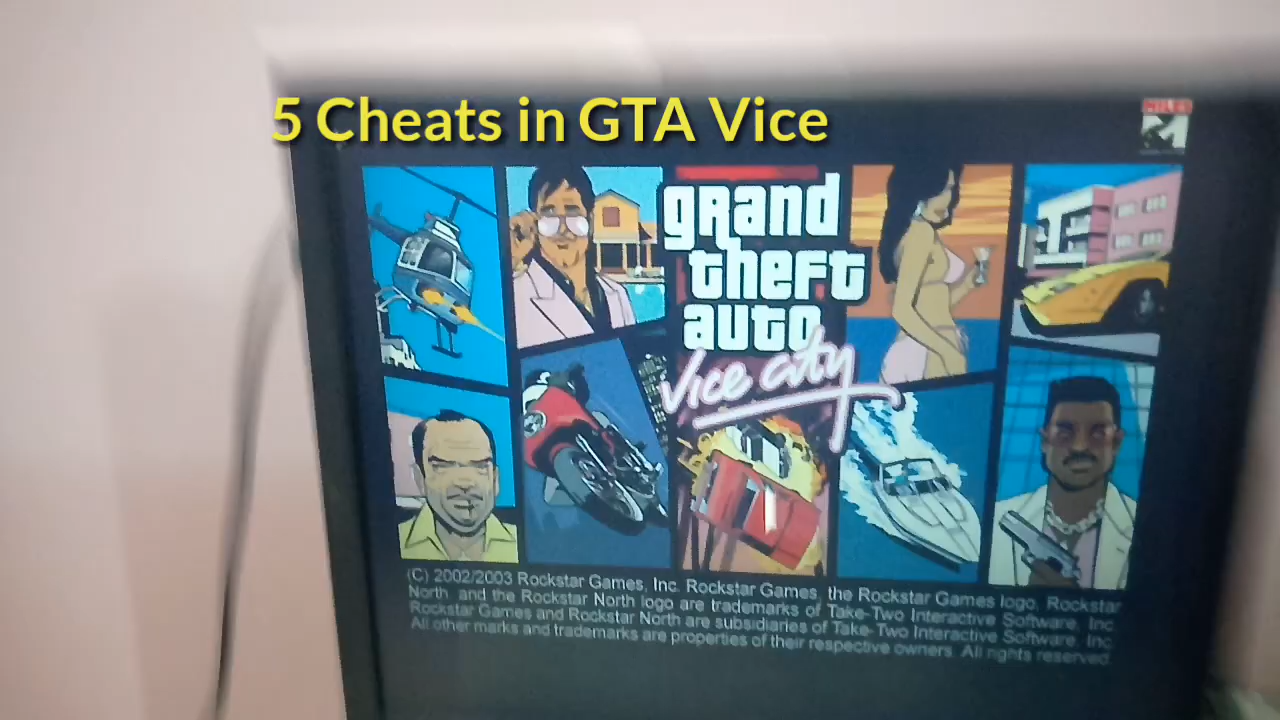 5 Cheats in GTA Vice
MILES
grand
theft
auto
Vice City
(C) 2002/2003 Rockstar Games, Inc. Rockstar Games, the Rockstar Games logo, Rockstar
North, and the Rockstar North logo are trademarks of Take-Two Interactive Software, Inc.
Rockstar Games and Rockstar North are subsidiaries of Take-Two Interactive Software, Inc.
All other marks and trademarks are properties of their respective owners. All rights reserved.